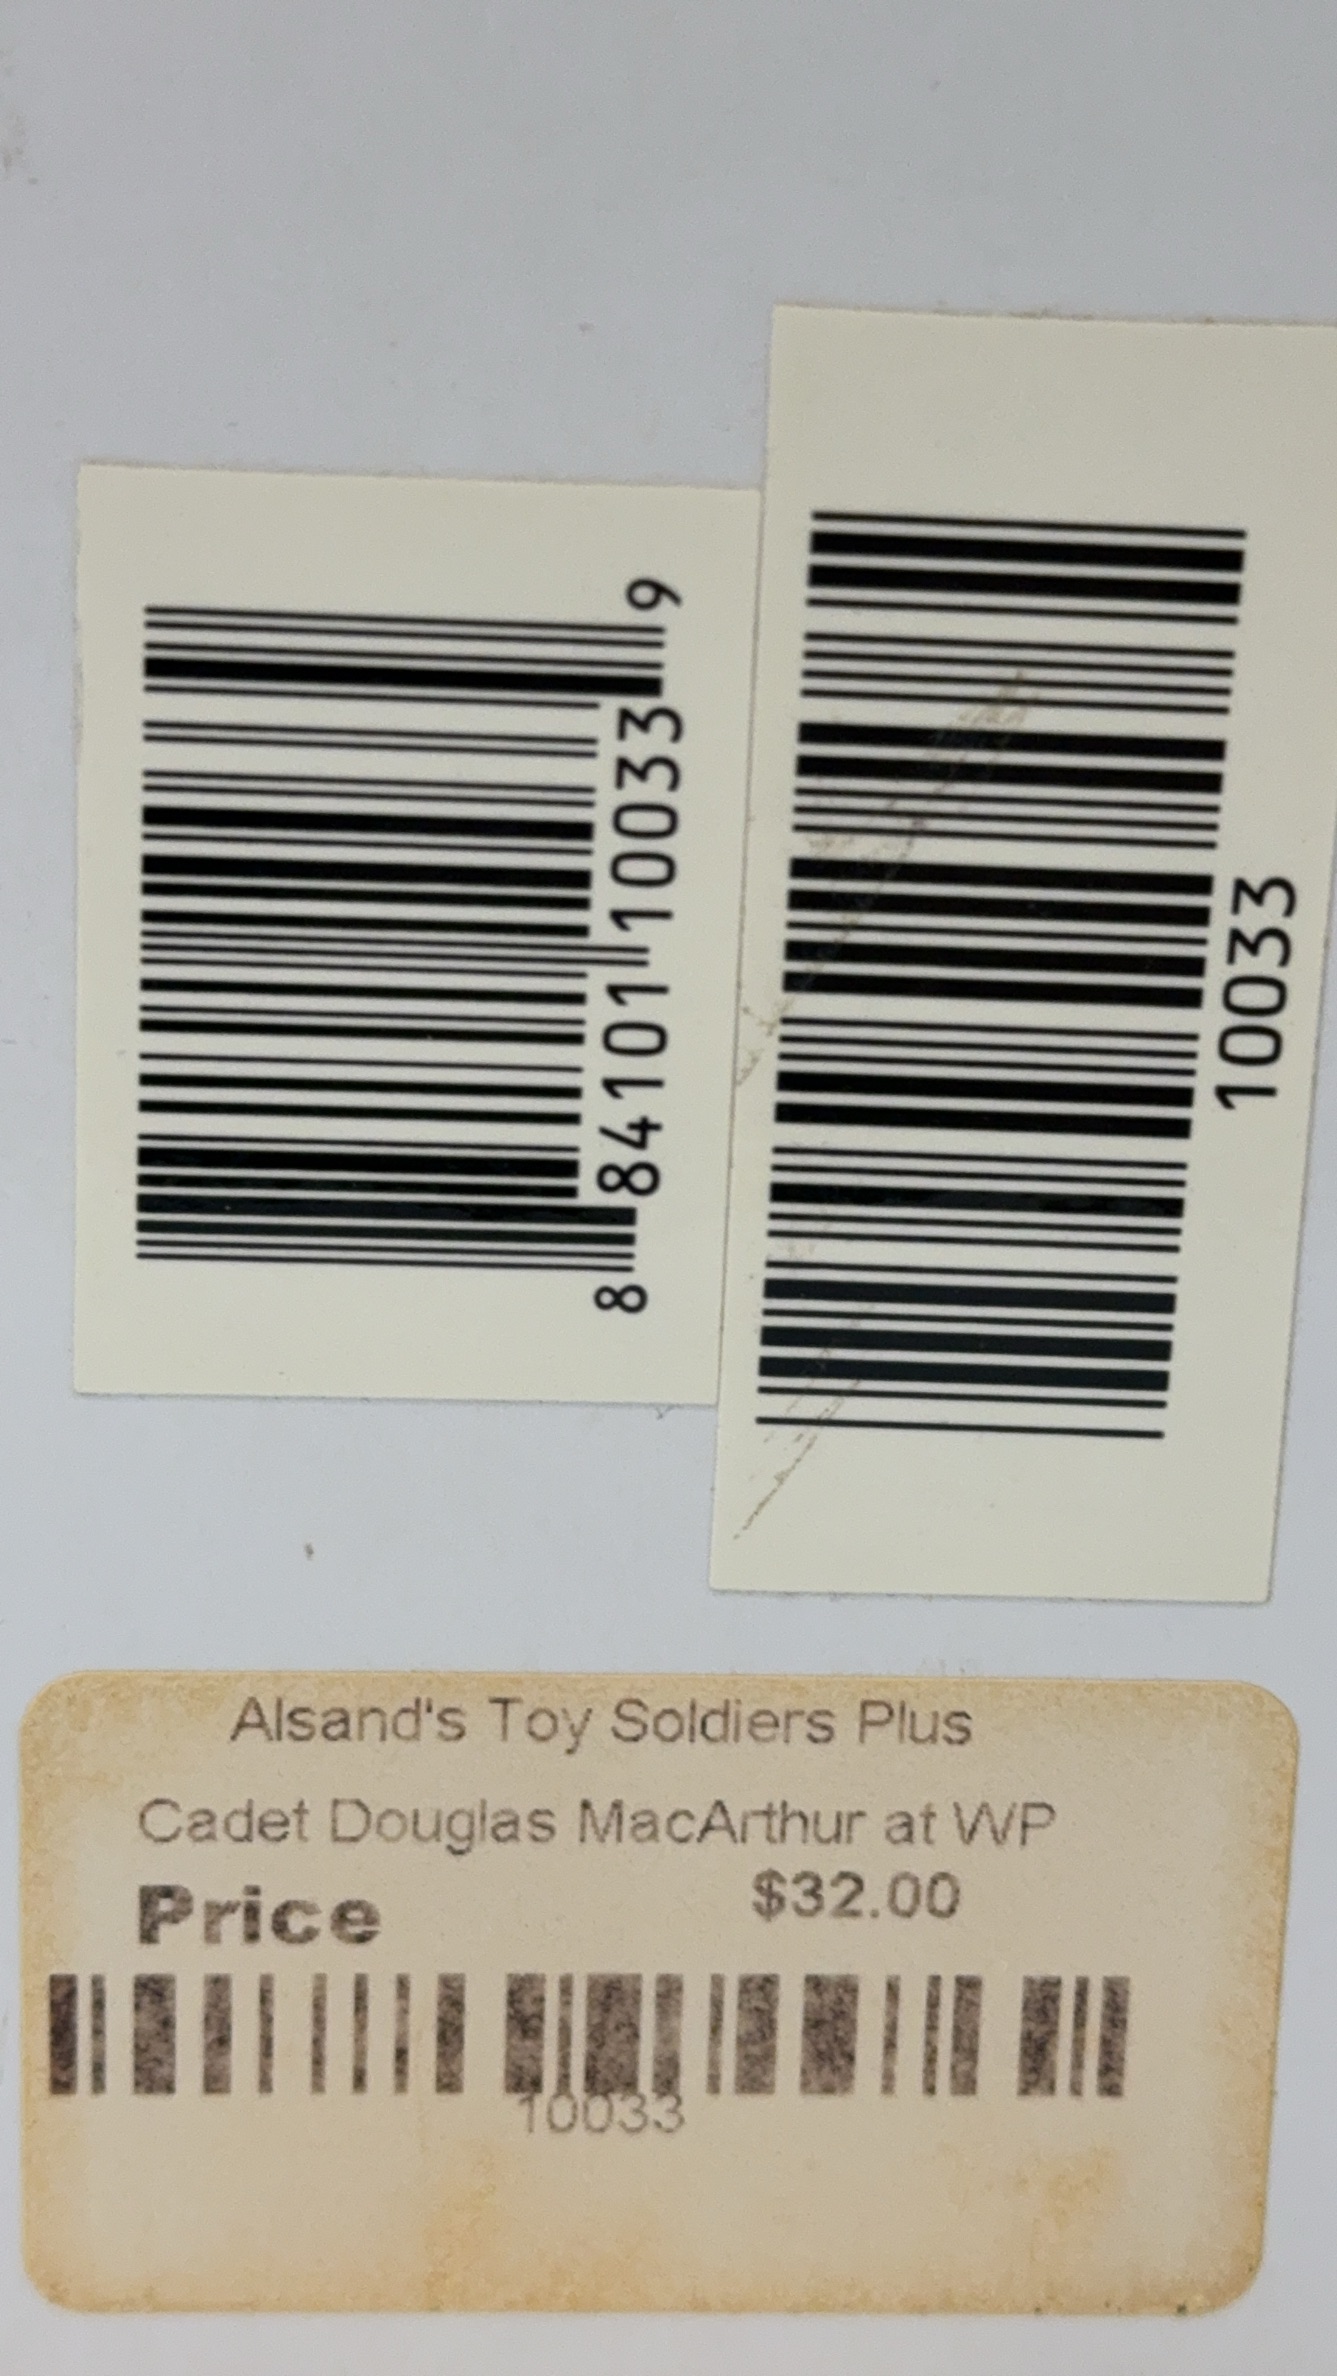 8 84101 10033 9
10033
Alsand's Toy Soldiers Plus
Cadet Douglas MacArthur at WP
Price $32.00
10033